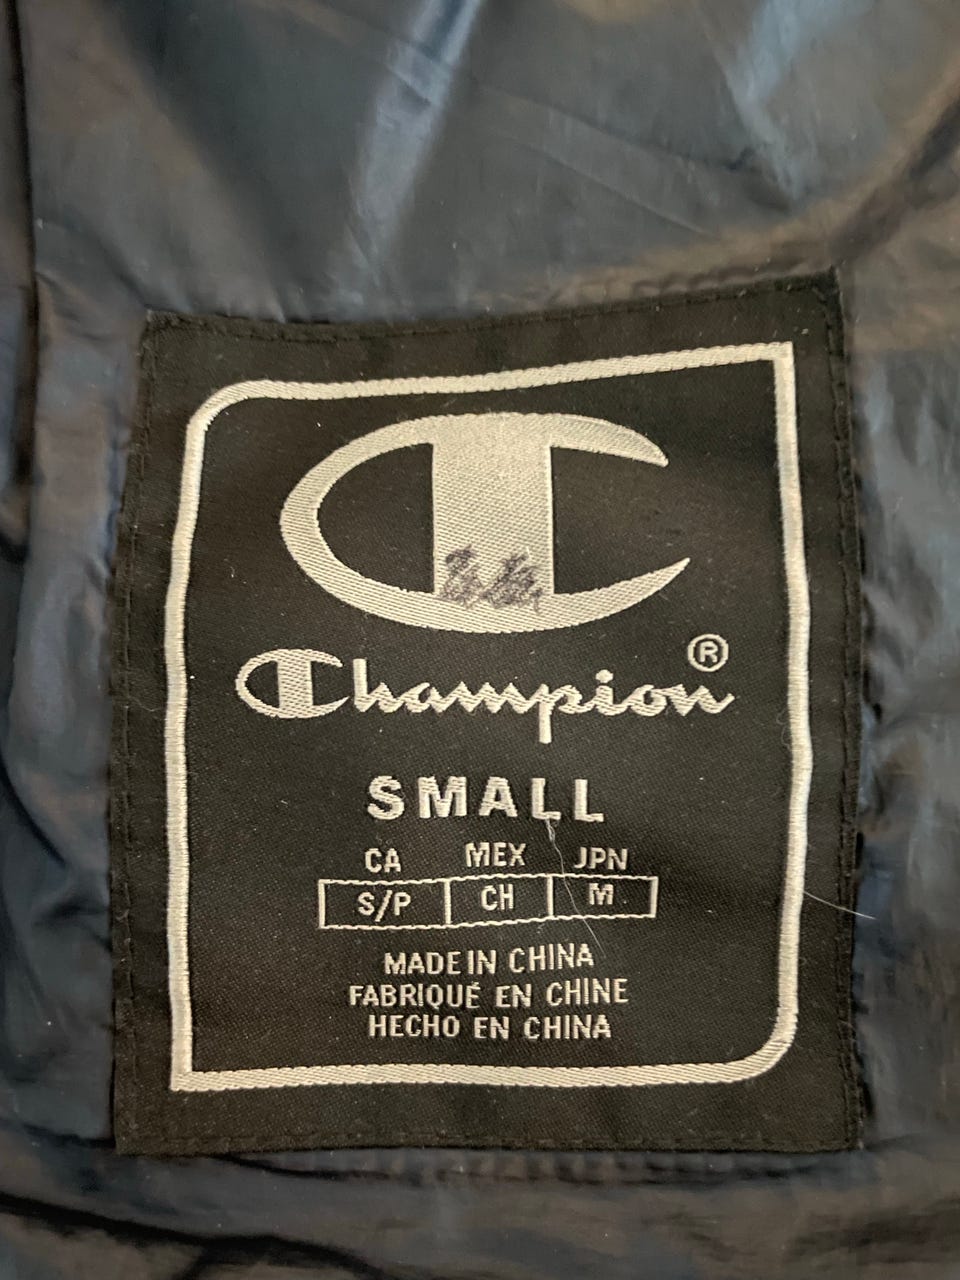 Champion®
SMALL
CA MEX JPN
S/P CH M
MADE IN CHINA
FABRIQUÉ EN CHINE
HECHO EN CHINA